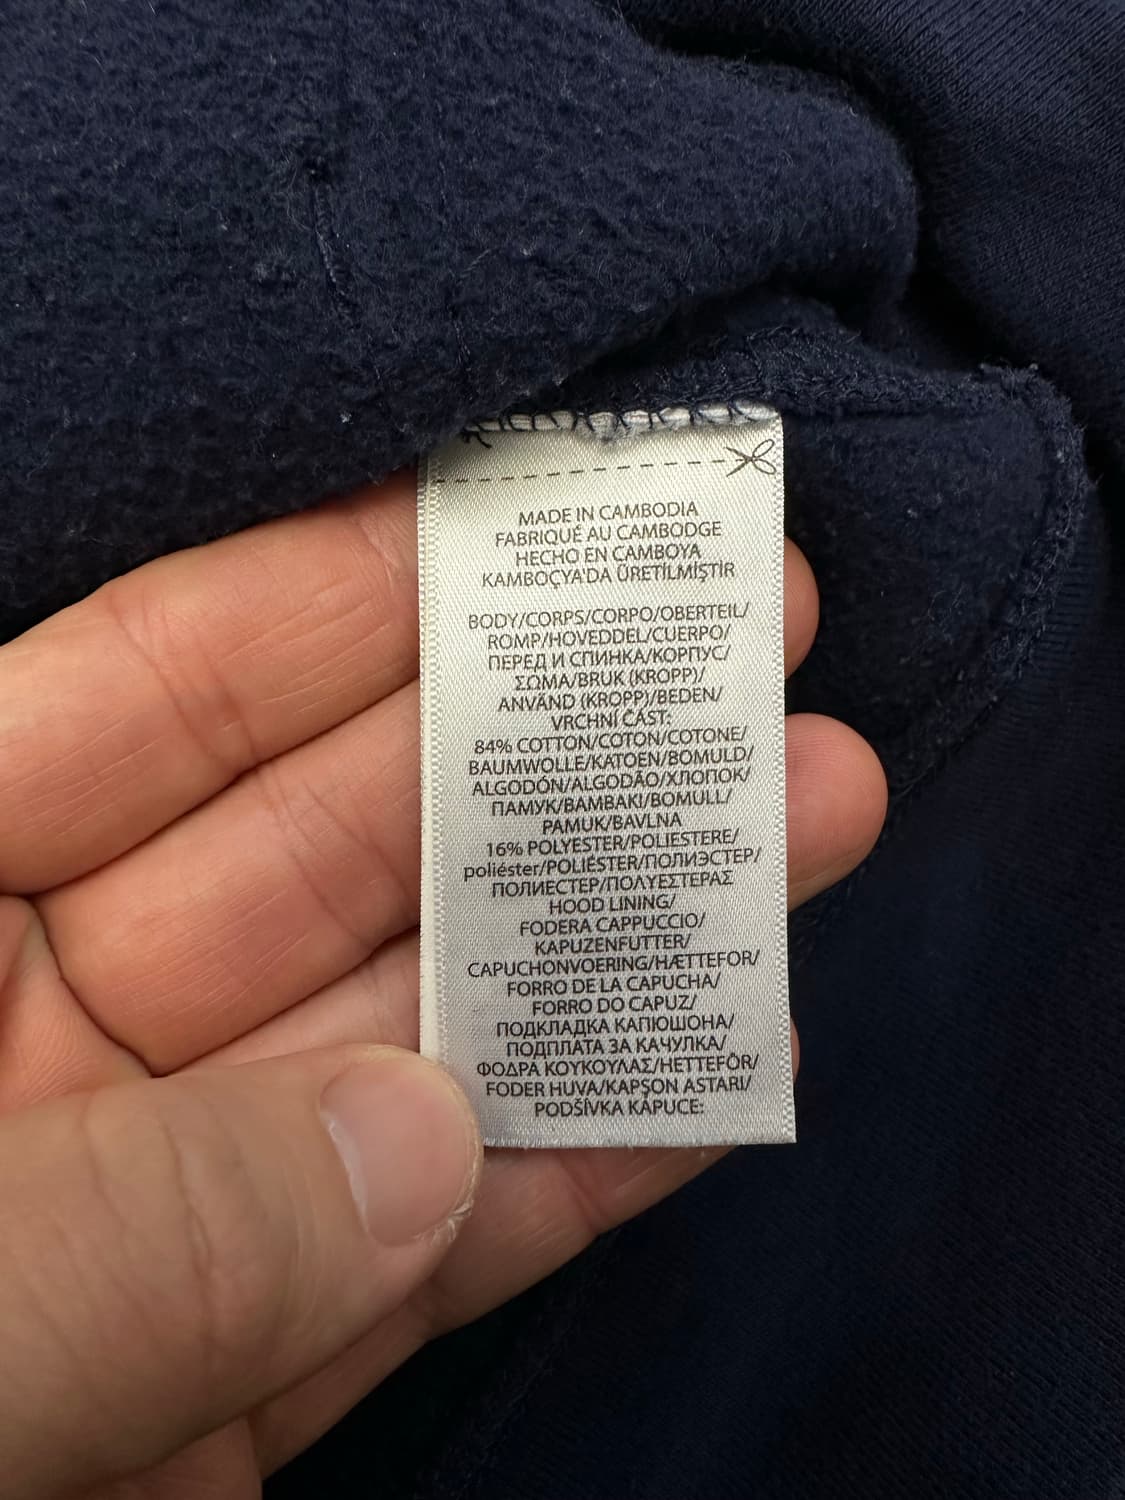 MADE IN CAMBODIA
FABRIQUÉ AU CAMBODGE
HECHO EN CAMBOYA
KAMBOÇYA'DA ÜRETİLMİŞTİR
BODY/CORPS/CORPO/OBERTEIL/
ROMP/HOVEDDEL/CUERPO/
ПЕРЕД И СПИНКА/КОРПУС/
ΣΩΜΑ/BRUK (KROPP)/
ANVÄND (KROPP)/BEDEN/
VRCHNÍ ČÁST:
84% COTTON/COTON/COTONE/
BAUMWOLLE/KATOEN/BOMULD/
ALGODÓN/ALGODÃO/ХЛОПОК/
ПАМУК/BAMBAKI/BOMULL/
PAMUK/BAVLNA
16% POLYESTER/POLIESTERE/
poliéster/POLIÉSTER/ПОЛИЭСТЕР/
ПОЛИЕСТЕР/ΠΟΛΥΕΣΤΕΡΑΣ
HOOD LINING/
FODERA CAPPUCCIO/
KAPUZENFUTTER/
CAPUCHONVOERING/HÆTTEFOR/
FORRO DE LA CAPUCHA/
FORRO DO CAPUZ/
ПОДКЛАДКА КАПЮШОНА/
ПОДПЛАТА ЗА КАЧУЛКА/
ΦΟΔΡΑ ΚΟΥΚΟΥΛΑΣ/HETTEFÔR/
FODER HUVA/KAPŞON ASTARI/
PODŠÍVKA KAPUCE: